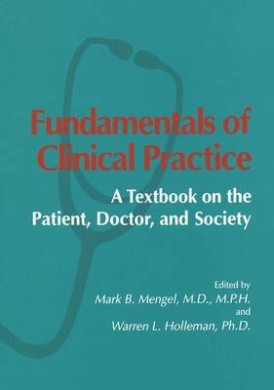 Fundamentals of
Clinical Practice
A Textbook on the
Patient, Doctor, and Society
Edited by
Mark B. Mengel, M.D., M.P.H.
and
Warren L. Holleman, Ph.D.